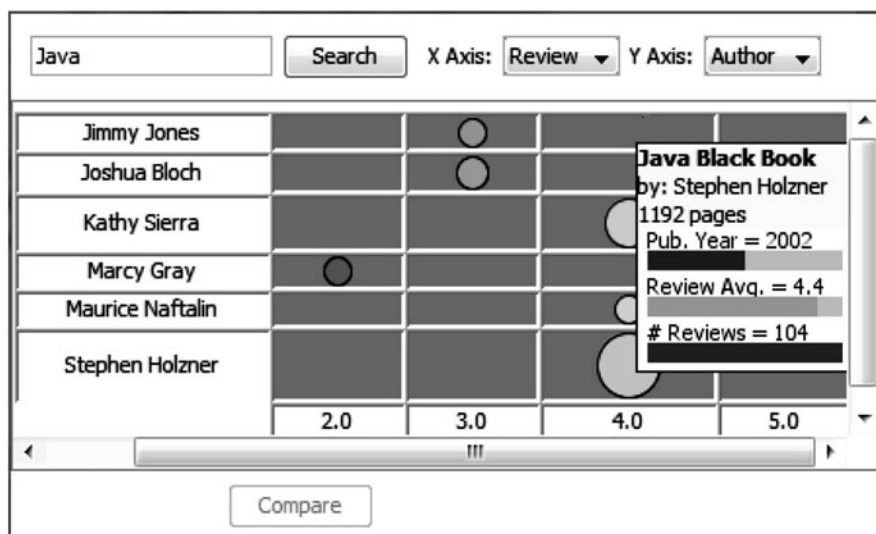 Java Search X Axis: Review Y Axis: Author
Jimmy Jones
Joshua Bloch
Kathy Sierra
Marcy Gray
Maurice Naftalin
Stephen Holzner
Java Black Book
by: Stephen Holzner
1192 pages
Pub. Year = 2002
Review Avg. = 4.4
# Reviews = 104
2.0 3.0 4.0 5.0
Compare